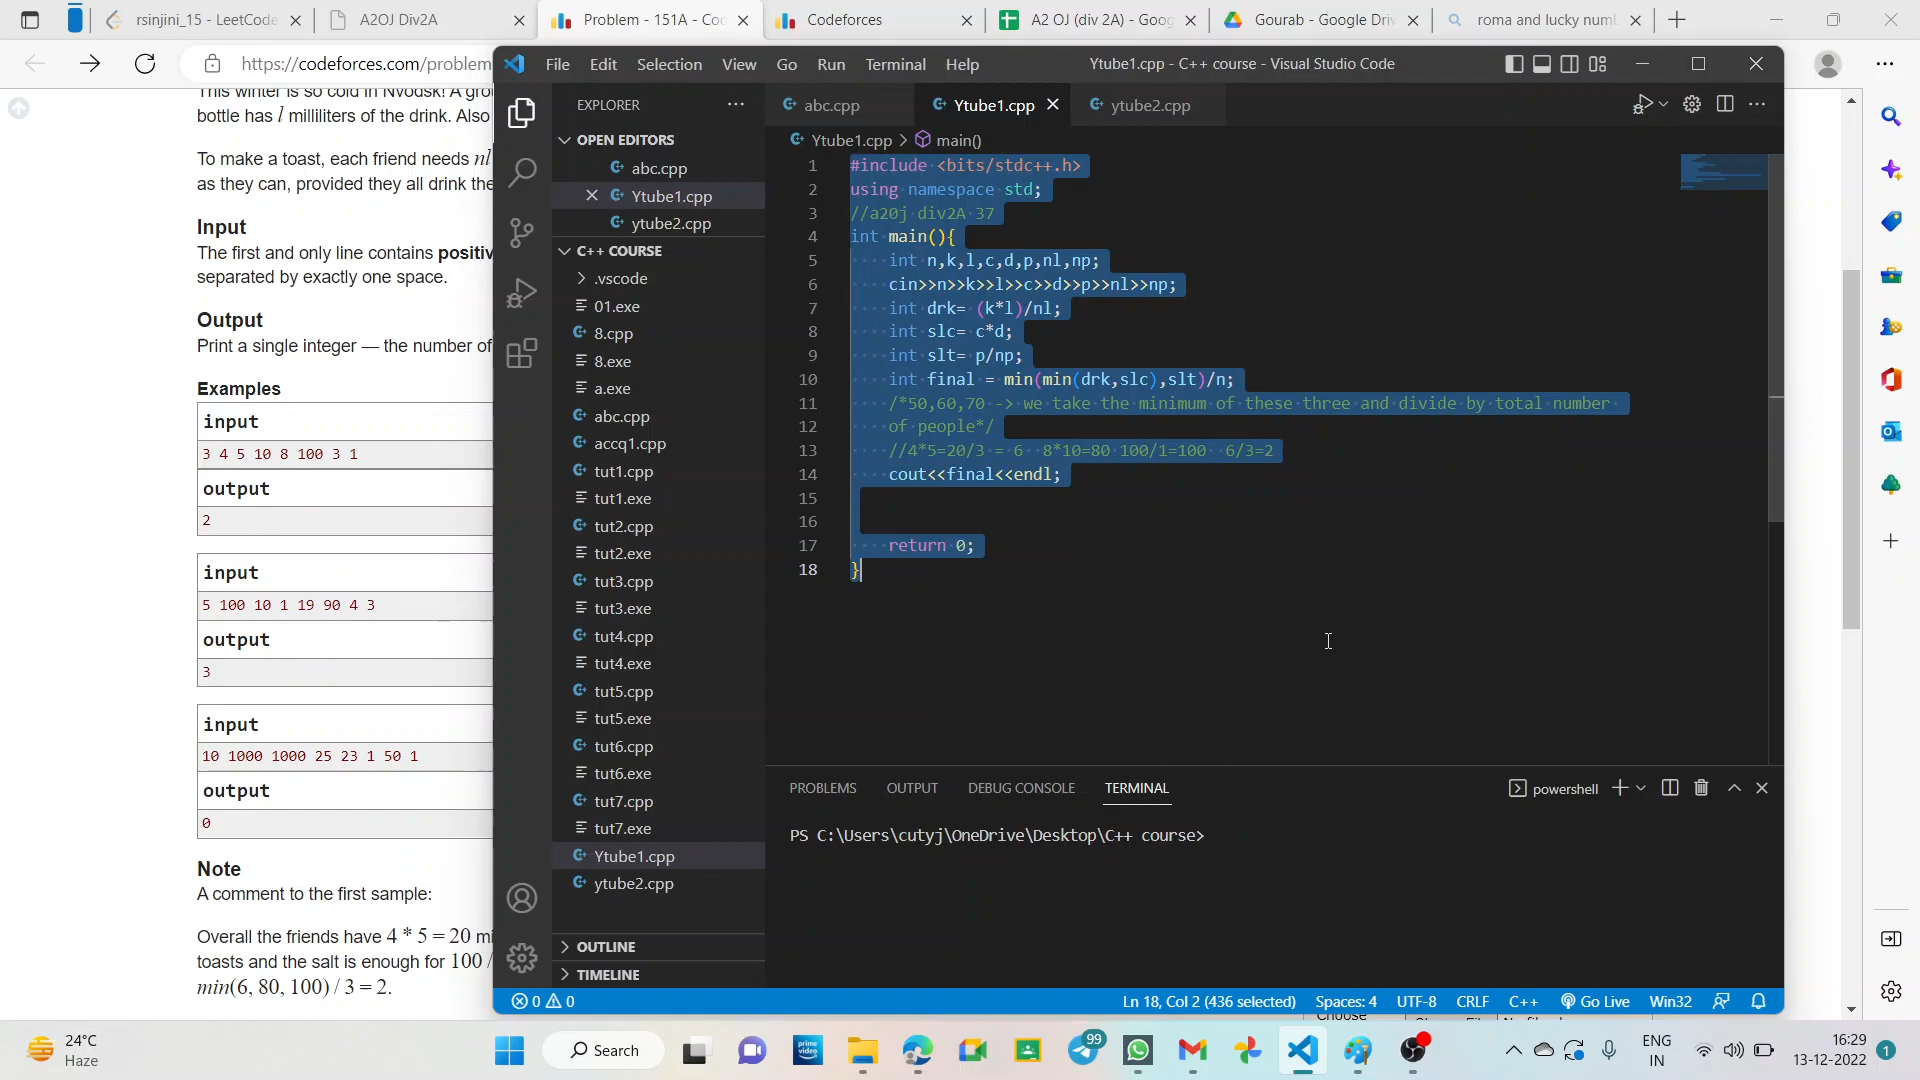 rsinjini_15 - LeetCode
A2OJ Div2A
Problem - 151A - Co
Codeforces
A2 OJ (div 2A) - Goog
Gourab - Google Driv
roma and lucky num
https://codeforces.com/problem
This winter is so cold in Nvodsk! A gro
bottle has l milliliters of the drink. Also
To make a toast, each friend needs nl
as they can, provided they all drink the
Input
The first and only line contains positiv
separated by exactly one space.
Output
Print a single integer — the number of
Examples
input
3 4 5 10 8 100 3 1
output
2
input
5 100 10 1 19 90 4 3
output
3
input
10 1000 1000 25 23 1 50 1
output
0
Note
A comment to the first sample:
Overall the friends have 4 * 5 = 20 mi
toasts and the salt is enough for 100 /
min(6, 80, 100) / 3 = 2.
File Edit Selection View Go Run Terminal Help
Ytube1.cpp - C++ course - Visual Studio Code
EXPLORER
OPEN EDITORS
abc.cpp
Ytube1.cpp
ytube2.cpp
C++ COURSE
.vscode
01.exe
8.cpp
8.exe
a.exe
abc.cpp
accq1.cpp
tut1.cpp
tut1.exe
tut2.cpp
tut2.exe
tut3.cpp
tut3.exe
tut4.cpp
tut4.exe
tut5.cpp
tut5.exe
tut6.cpp
tut6.exe
tut7.cpp
tut7.exe
Ytube1.cpp
ytube2.cpp
OUTLINE
TIMELINE
abc.cpp
Ytube1.cpp
ytube2.cpp
Ytube1.cpp > main()
1 #include <bits/stdc++.h>
2 using namespace std;
3 //a20j div2A 37
4 int main(){
5 int n,k,l,c,d,p,nl,np;
6 cin>>n>>k>>l>>c>>d>>p>>nl>>np;
7 int drk= (k*l)/nl;
8 int slc= c*d;
9 int slt= p/np;
10 int final = min(min(drk,slc),slt)/n;
11 /*50,60,70 -> we take the minimum of these three and divide by total number
12 of people*/
13 //4*5=20/3 = 6  8*10=80 100/1=100  6/3=2
14 cout<<final<<endl;
15
16
17 return 0;
18 }
PROBLEMS OUTPUT DEBUG CONSOLE TERMINAL
powershell
PS C:\Users\cutyj\OneDrive\Desktop\C++ course>
0 0
Ln 18, Col 2 (436 selected) Spaces: 4 UTF-8 CRLF C++ Go Live Win32
24°C
Haze
Search
99
ENG
IN
16:29
13-12-2022
1